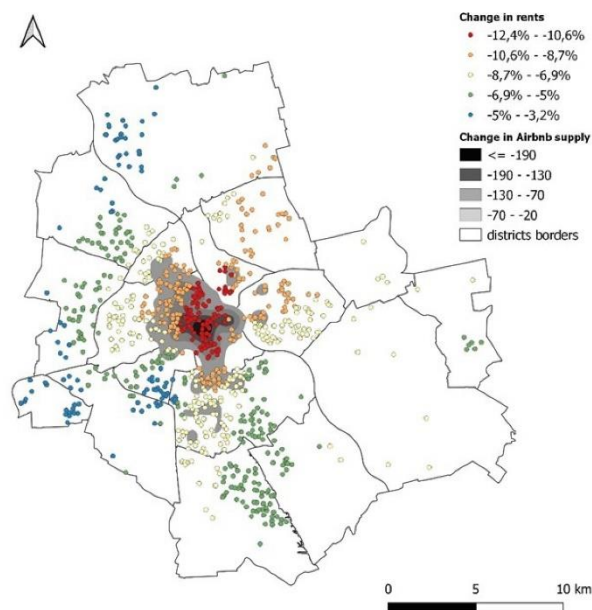 Change in rents
-12,4% - -10,6%
-10,6% - -8,7%
-8,7% - -6,9%
-6,9% - -5%
-5% - -3,2%
Change in Airbnb supply
<= -190
-190 - -130
-130 - -70
-70 - -20
districts borders
0 5 10 km